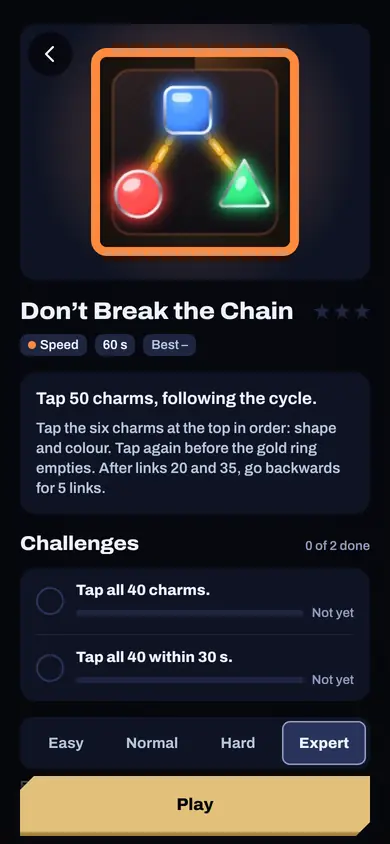 Don’t Break the Chain
Speed
60 s
Best –
Tap 50 charms, following the cycle.
Tap the six charms at the top in order: shape
and colour. Tap again before the gold ring
empties. After links 20 and 35, go backwards
for 5 links.
Challenges
0 of 2 done
Tap all 40 charms.
Not yet
Tap all 40 within 30 s.
Not yet
Easy
Normal
Hard
Expert
Play